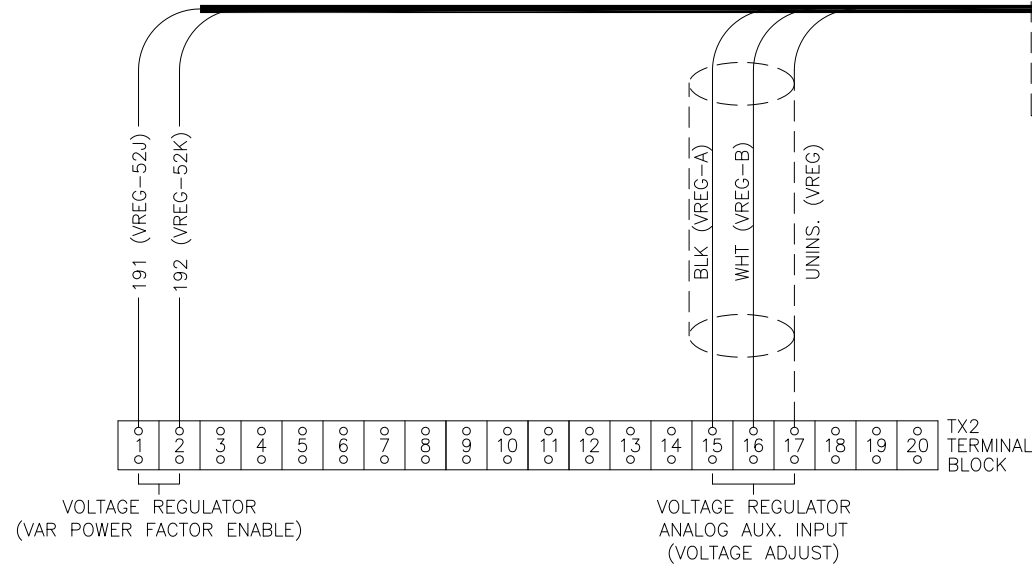 191 (VREG-52J)
192 (VREG-52K)
BLK (VREG-A)
WHT (VREG-B)
UNINS. (VREG)
1 2 3 4 5 6 7 8 9 10 11 12 13 14 15 16 17 18 19 20
TX2
TERMINAL
BLOCK
VOLTAGE REGULATOR
(VAR POWER FACTOR ENABLE)
VOLTAGE REGULATOR
ANALOG AUX. INPUT
(VOLTAGE ADJUST)